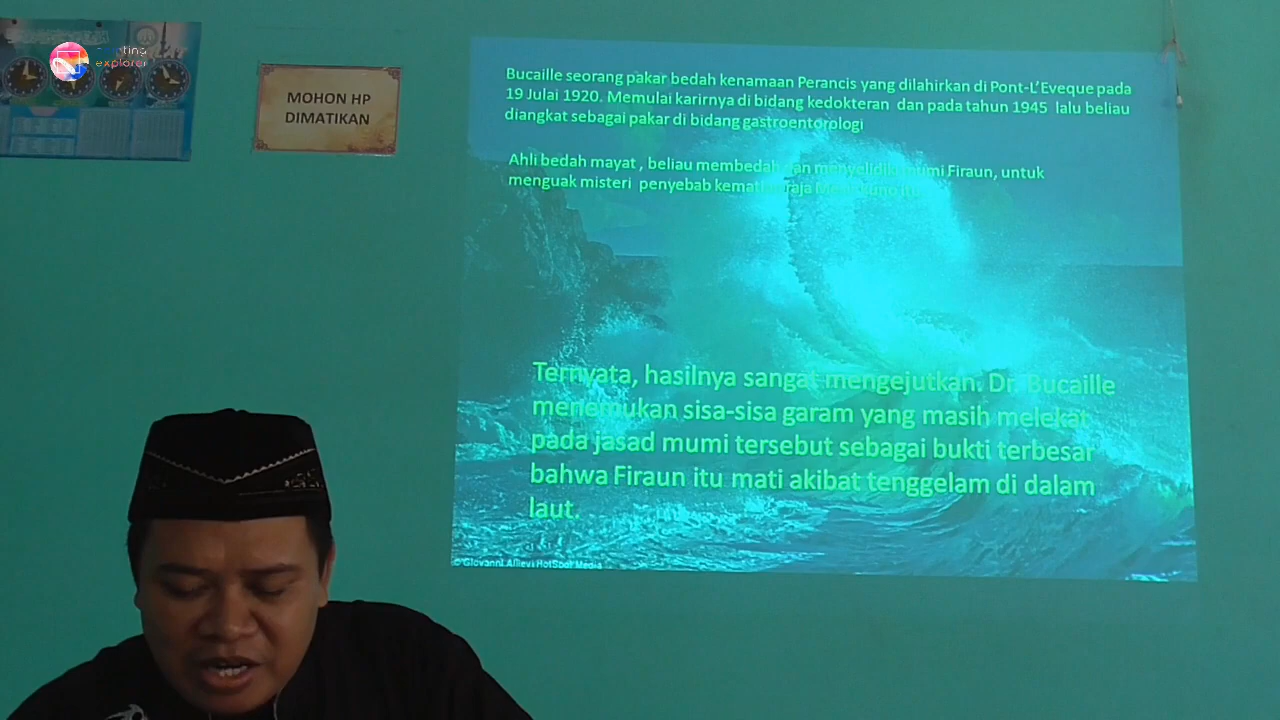 explorer
MOHON HP
DIMATIKAN
Bucaille seorang pakar bedah kenamaan Perancis yang dilahirkan di Pont-L'Eveque pada
19 Julai 1920. Memulai karirnya di bidang kedokteran dan pada tahun 1945 lalu beliau
diangkat sebagai pakar di bidang gastroentorologi
Ahli bedah mayat , beliau membedah dan menyelidiki mumi Firaun, untuk
menguak misteri penyebab kematian raja Mesir kuno itu
Ternyata, hasilnya sangat mengejutkan. Dr. Bucaille
menemukan sisa-sisa garam yang masih melekat
pada jasad mumi tersebut sebagai bukti terbesar
bahwa Firaun itu mati akibat tenggelam di dalam
laut.
© Giovanni Allievi HotSpot Media